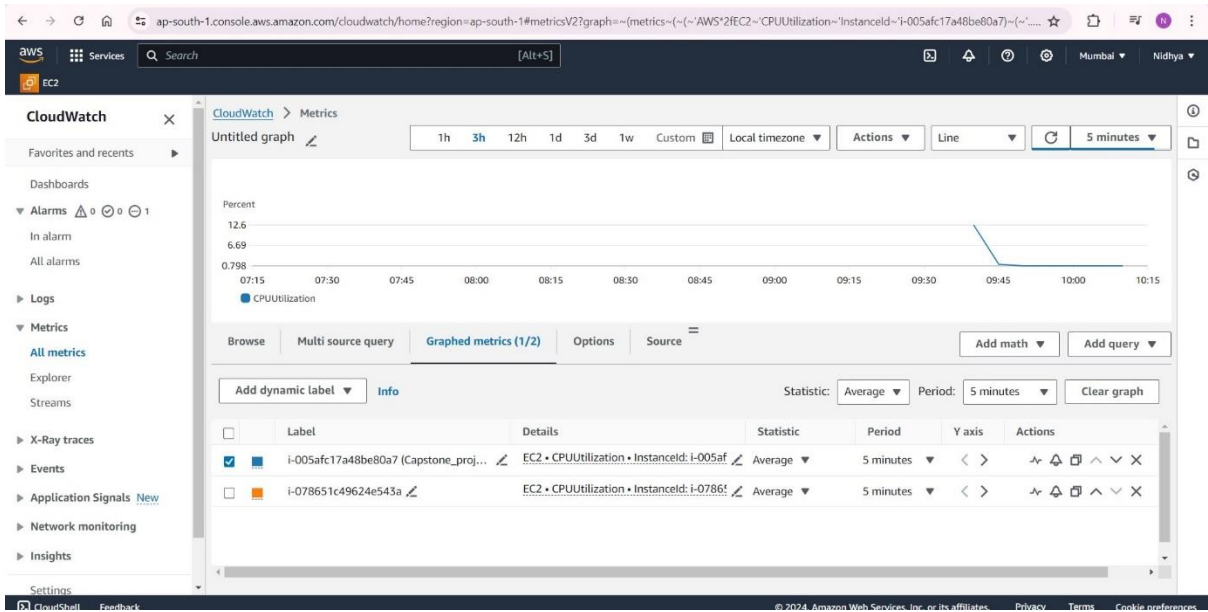 ap-south-1.console.aws.amazon.com/cloudwatch/home?region=ap-south-1#metricsV2?graph=~(metrics~(~(~'AWS*2fEC2~'CPUUtilization~'InstanceId~'i-005afc17a48be80a7)~(~'.....
N
aws Services Search [Alt+S] Mumbai ▼ Nidhya ▼
EC2
CloudWatch
Favorites and recents
Dashboards
Alarms 0 0 1
In alarm
All alarms
Logs
Metrics
All metrics
Explorer
Streams
X-Ray traces
Events
Application Signals New
Network monitoring
Insights
Settings
CloudWatch > Metrics
Untitled graph 1h 3h 12h 1d 3d 1w Custom Local timezone ▼ Actions ▼ Line ▼ 5 minutes ▼
Percent
12.6
6.69
0.798
07:15 07:30 07:45 08:00 08:15 08:30 08:45 09:00 09:15 09:30 09:45 10:00 10:15
CPUUtilization
Browse Multi source query Graphed metrics (1/2) Options Source Add math ▼ Add query ▼
Add dynamic label ▼ Info Statistic: Average ▼ Period: 5 minutes ▼ Clear graph
Label Details Statistic Period Y axis Actions
i-005afc17a48be80a7 (Capstone_proj... EC2 • CPUUtilization • InstanceId: i-005af Average ▼ 5 minutes ▼ < >
i-078651c49624e543a EC2 • CPUUtilization • InstanceId: i-0786 Average ▼ 5 minutes ▼ < >
CloudShell Feedback © 2024, Amazon Web Services, Inc. or its affiliates. Privacy Terms Cookie preferences